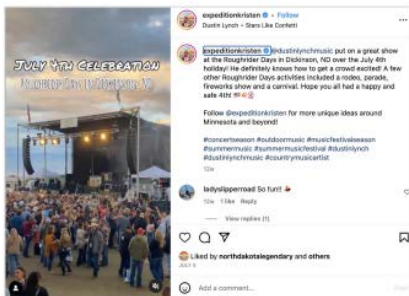 expeditionkristen • Follow
Dustin Lynch • Stars Like Confetti
JULY 4TH CELEBRATION
expeditionkristen @dustinlynchmusic put on a great show
at the Roughrider Days in Dickinson, ND over the July 4th
holiday! He definitely knows how to get a crowd excited! A few
other Roughrider Days activities included a rodeo, parade,
fireworks show and a carnival. Hope you all had a happy and
safe 4th!
Follow @expeditionkristen for more unique ideas around
Minnesota and beyond!
#concertseason #outdoormusic #musicfestivalseason
#summermusic #summermusicfestival #dustinlynch
#dustinlynchmusic #countrymusicartist
12w
ladyslipperroad So fun!!
12w 1 like Reply
View replies (1)
Liked by northdakotalegendary and others
JULY 5
Add a comment...